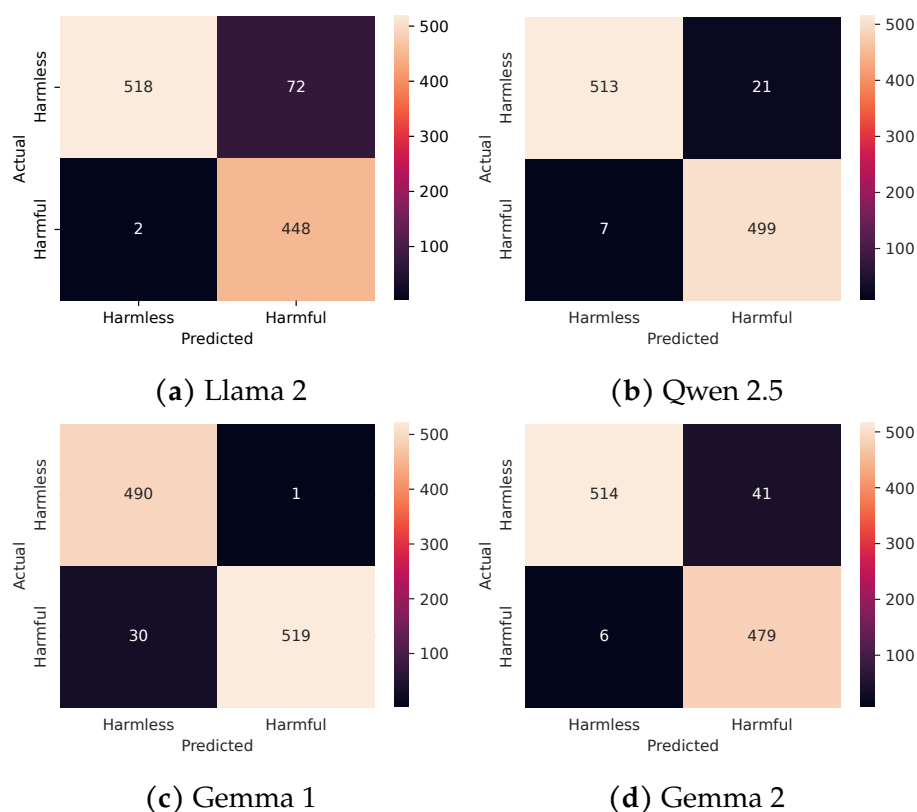 Harmless
Harmful
Actual
518
72
2
448
Harmless
Harmful
Predicted
500
400
300
200
100
(a) Llama 2
Harmless
Harmful
Actual
513
21
7
499
Harmless
Harmful
Predicted
500
400
300
200
100
(b) Qwen 2.5
Harmless
Harmful
Actual
490
1
30
519
Harmless
Harmful
Predicted
500
400
300
200
100
(c) Gemma 1
Harmless
Harmful
Actual
514
41
6
479
Harmless
Harmful
Predicted
500
400
300
200
100
(d) Gemma 2